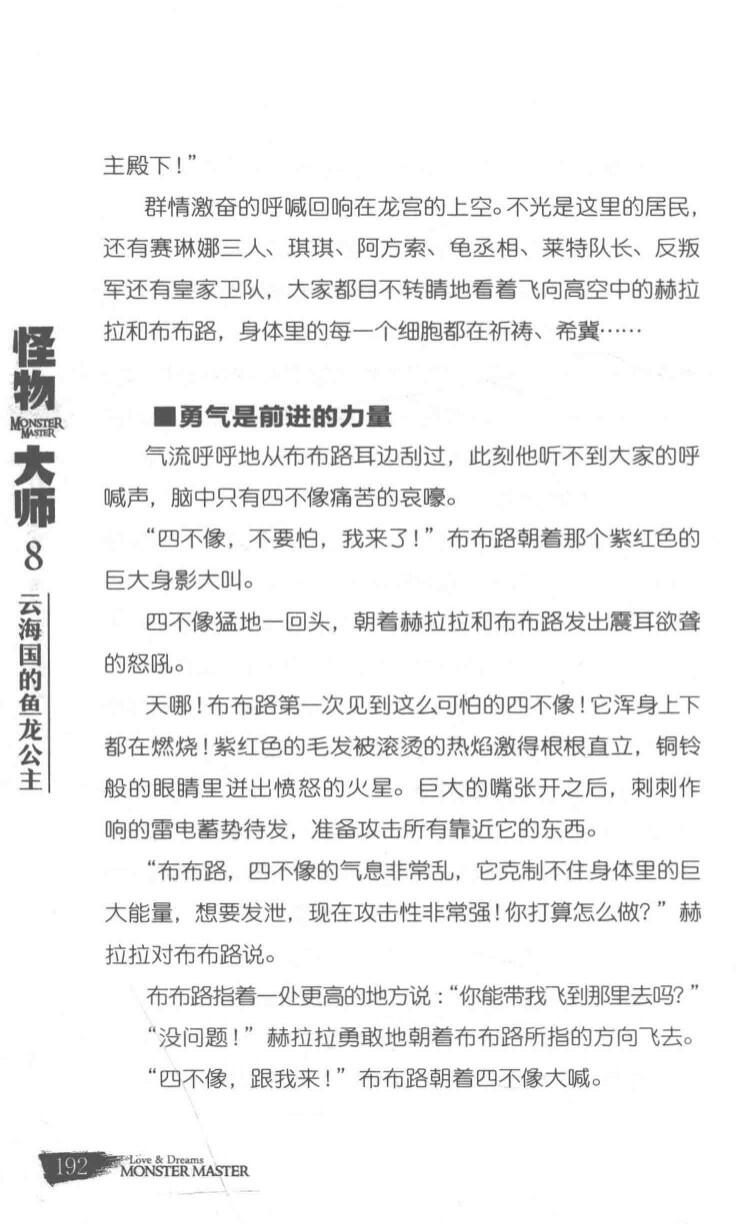 主殿下！”
群情激奋的呼喊回响在龙宫的上空。不光是这里的居民，
还有赛琳娜三人、琪琪、阿方索、龟丞相、莱特队长、反叛
军还有皇家卫队，大家都目不转睛地看着飞向高空中的赫拉
拉和布布路，身体里的每一个细胞都在祈祷、希冀……
■勇气是前进的力量
气流呼呼地从布布路耳边刮过，此刻他听不到大家的呼
喊声，脑中只有四不像痛苦的哀嚎。
“四不像，不要怕，我来了！”布布路朝着那个紫红色的
巨大身影大叫。
四不像猛地一回头，朝着赫拉拉和布布路发出震耳欲聋
的怒吼。
天哪！布布路第一次见到这么可怕的四不像！它浑身上下
都在燃烧！紫红色的毛发被滚烫的热焰激得根根直立，铜铃
般的眼睛里迸出愤怒的火星。巨大的嘴张开之后，刺刺作
响的雷电蓄势待发，准备攻击所有靠近它的东西。
“布布路，四不像的气息非常乱，它克制不住身体里的巨
大能量，想要发泄，现在攻击性非常强！你打算怎么做？”赫
拉拉对布布路说。
布布路指着一处更高的地方说：“你能带我飞到那里去吗？”
“没问题！”赫拉拉勇敢地朝着布布路所指的方向飞去。
“四不像，跟我来！”布布路朝着四不像大喊。
怪物
MONSTER
MASTER
大师
8
云海国的鱼龙公主
192
Love & Dreams
MONSTER MASTER